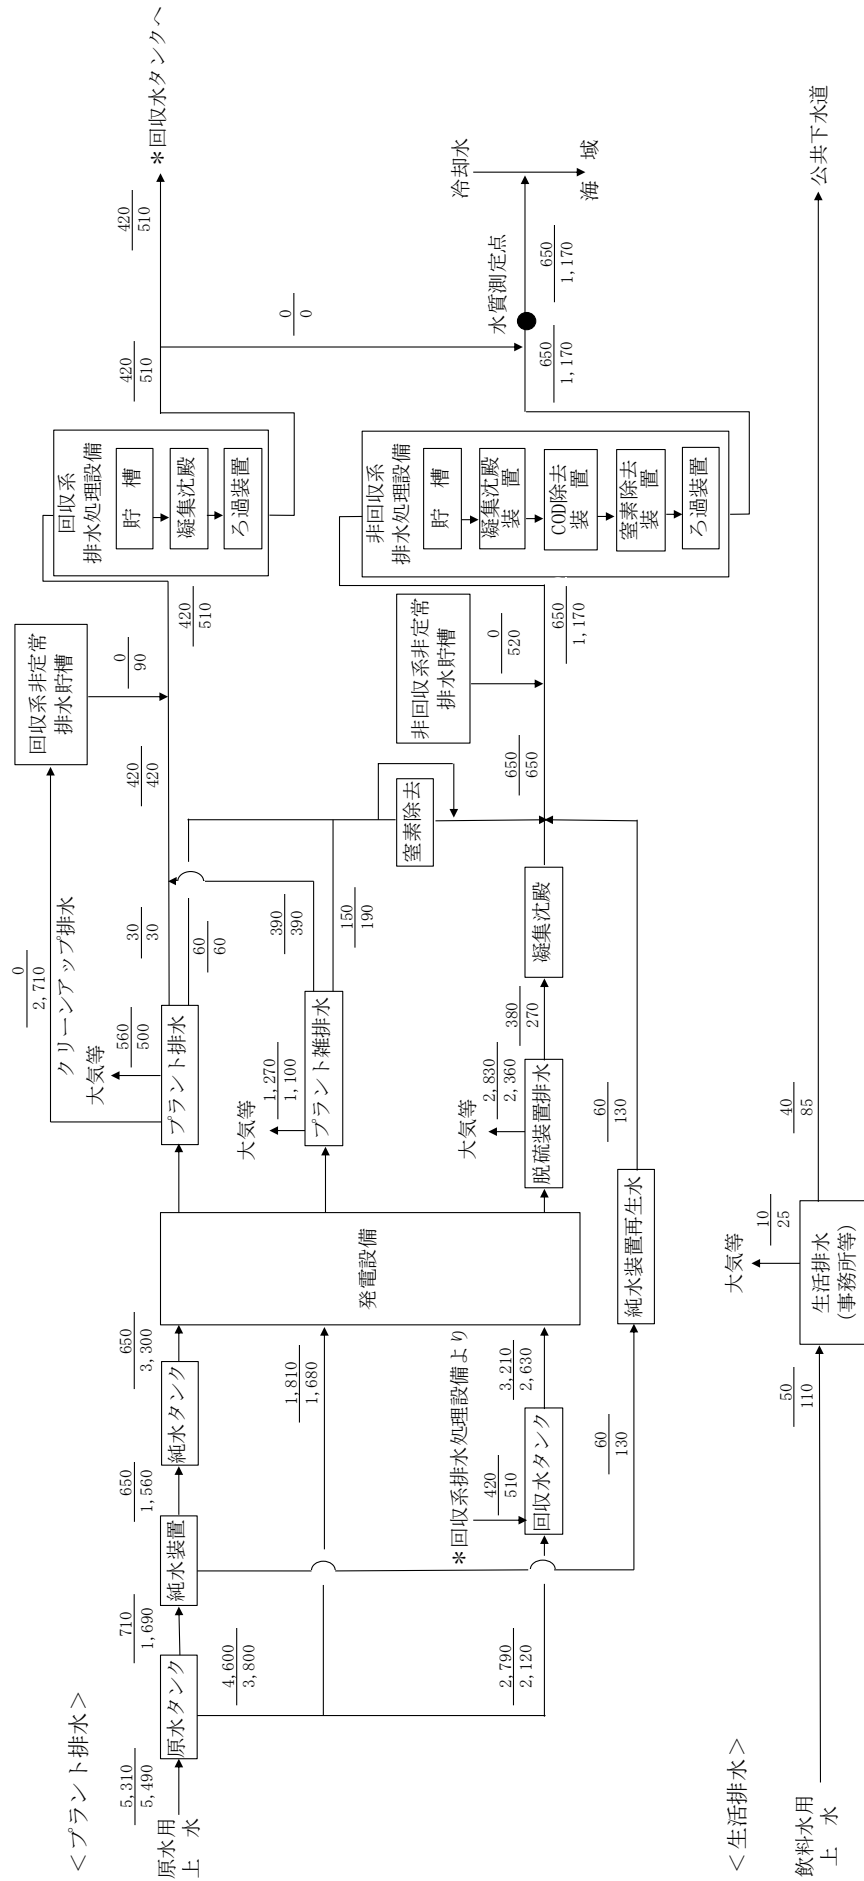 <プラント排水>
原水用
上　水
5,310
5,490
原水タンク
710
1,690
純水装置
650
1,560
純水タンク
650
3,300
4,600
3,800
1,810
1,680
2,790
2,120
*回収系排水処理設備より
420
510
回収水タンク
3,210
2,630
60
130
発電設備
純水装置再生水
60
130
プラント排水
大気等
560
500
クリーンアップ排水
0
2,710
30
30
60
60
プラント雑排水
大気等
1,270
1,100
390
390
150
190
脱硫装置排水
大気等
2,830
2,360
380
270
凝集沈殿
窒素除去
420
420
回収系非定常
排水貯槽
0
90
420
510
650
650
非回収系非定常
排水貯槽
0
520
650
1,170
回収系
排水処理設備
貯　槽
凝集沈殿
ろ過装置
420
510
420
510
*回収水タンクへ
0
0
非回収系
排水処理設備
貯　槽
凝集沈殿
装　置
COD除去
装　置
窒素除去
装　置
ろ過装置
650
1,170
水質測定点
650
1,170
冷却水
海　域
<生活排水>
飲料水用
上　水
50
110
生活排水
(事務所等)
大気等
10
25
40
85
公共下水道